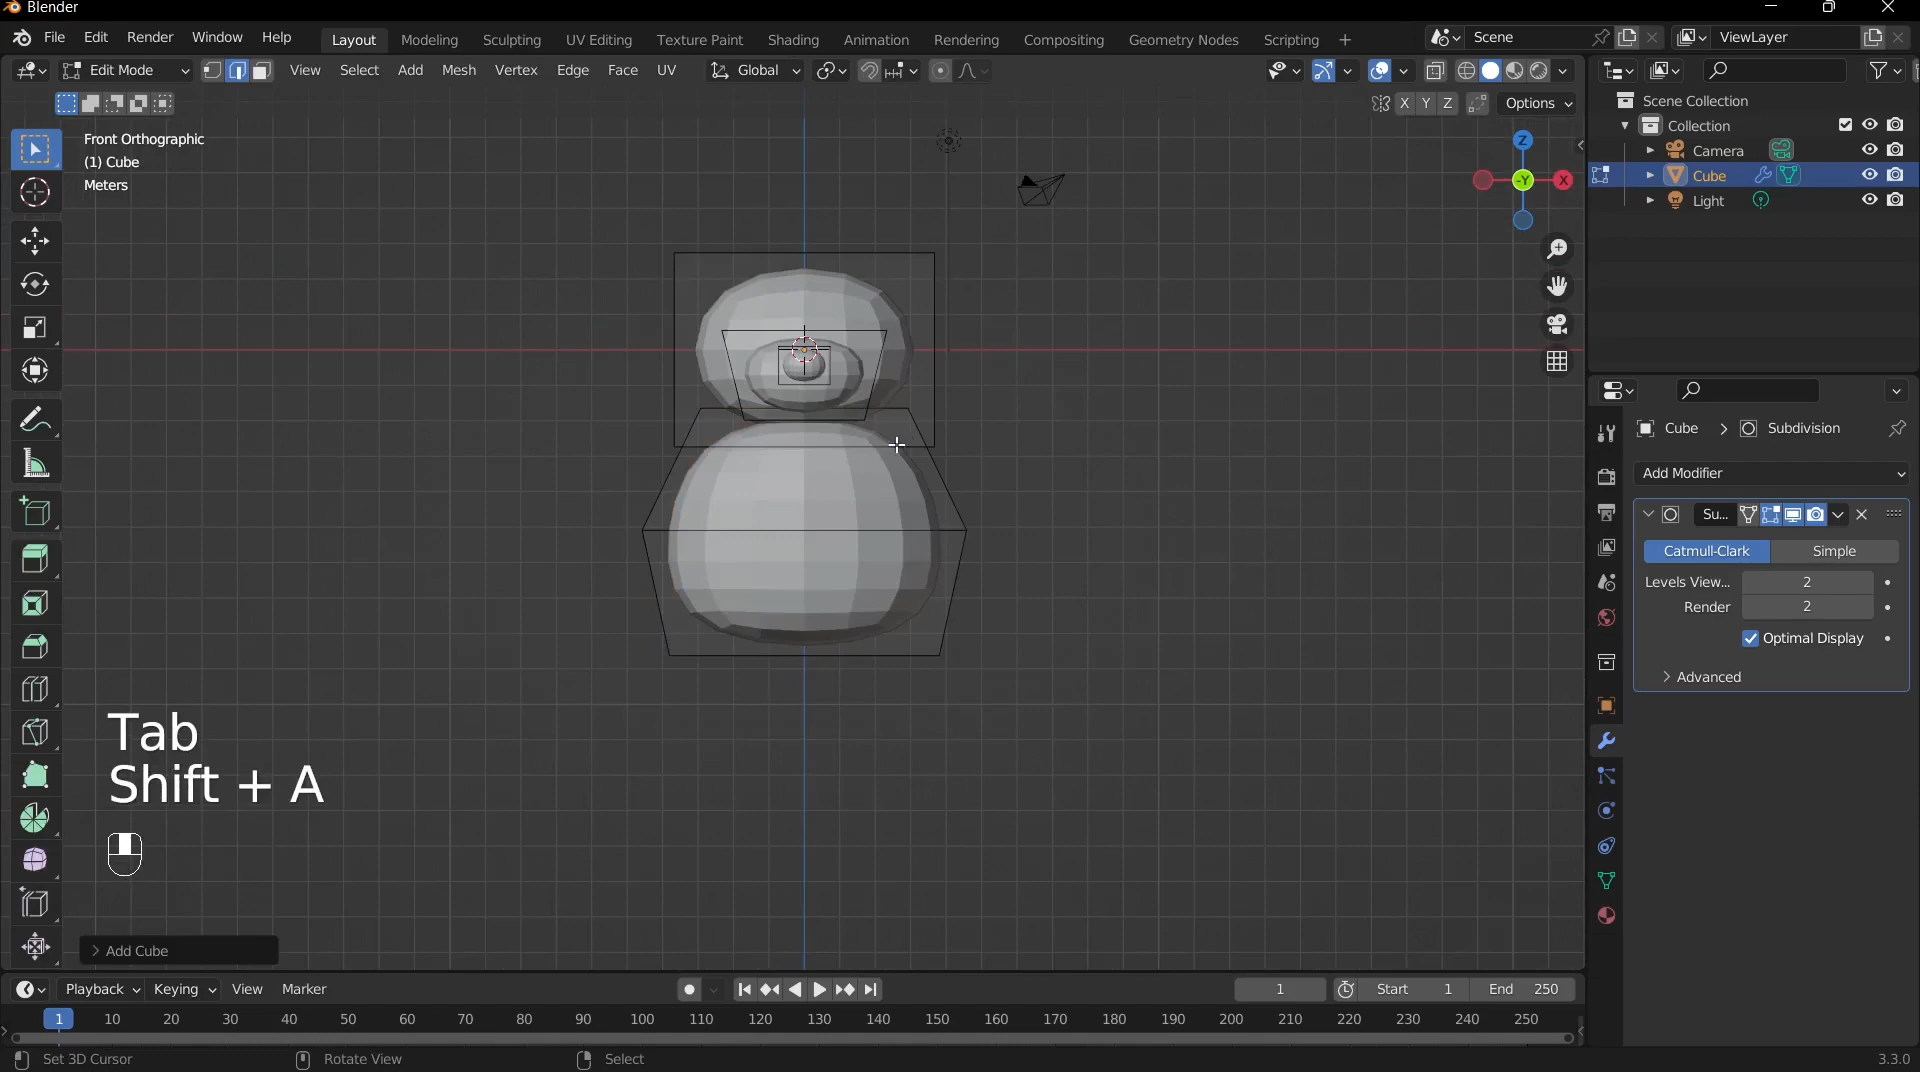 Blender
File Edit Render Window Help Layout Modeling Sculpting UV Editing Texture Paint Shading Animation Rendering Compositing Geometry Nodes Scripting + Scene ViewLayer
Edit Mode View Select Add Mesh Vertex Edge Face UV Global
X Y Z Options
Front Orthographic
(1) Cube
Meters
Z
-Y X
Scene Collection
Collection
Camera
Cube
Light
Cube > Subdivision
Add Modifier
Su...
Catmull-Clark Simple
Levels View... 2
Render 2
Optimal Display
Advanced
Tab
Shift + A
Add Cube
Playback Keying View Marker 1 Start 1 End 250
1 10 20 30 40 50 60 70 80 90 100 110 120 130 140 150 160 170 180 190 200 210 220 230 240 250
Set 3D Cursor Rotate View Select 3.3.0